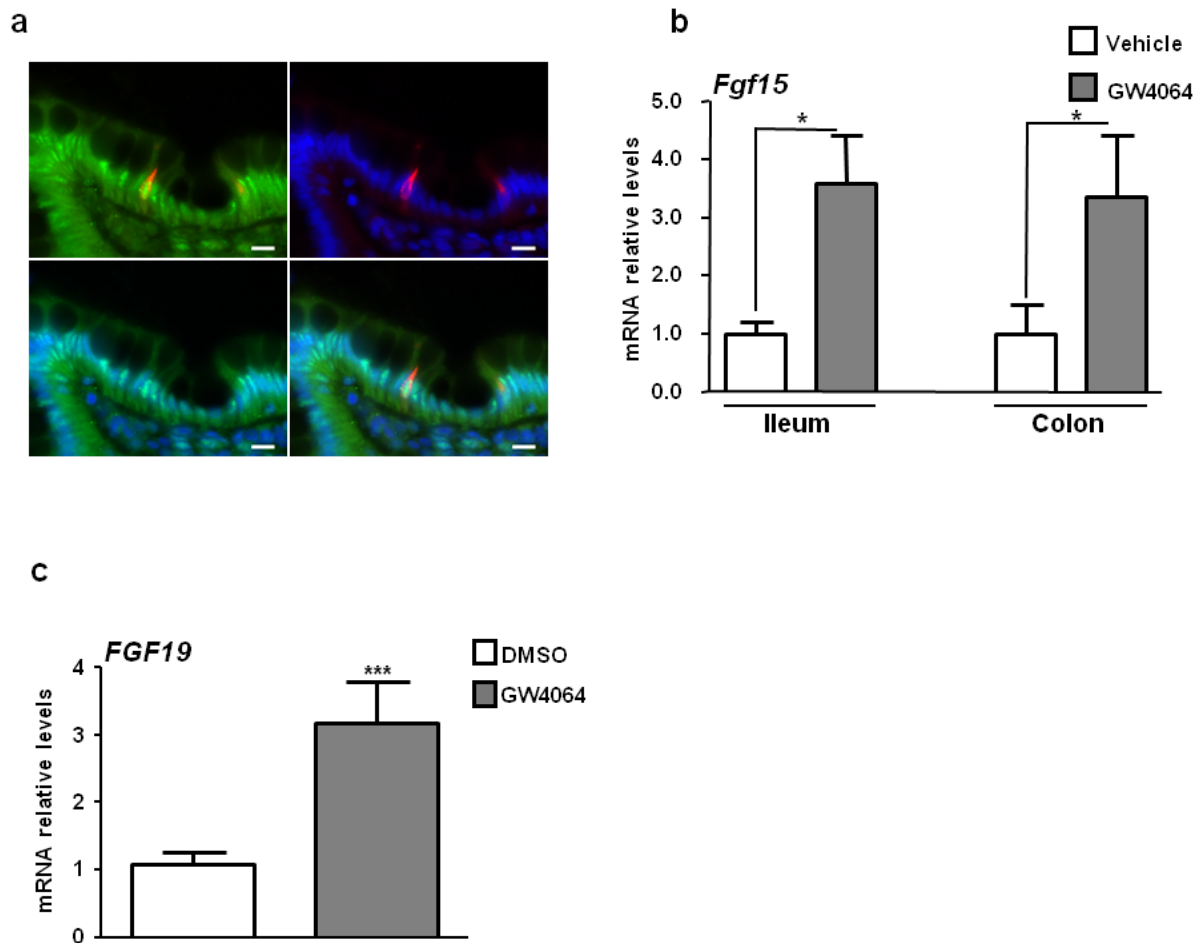 a
b
Vehicle
GW4064
Fgf15
mRNA relative levels
5.0
4.0
3.0
2.0
1.0
0.0
*
*
Ileum
Colon
c
FGF19
DMSO
GW4064
mRNA relative levels
4
3
2
1
0
***